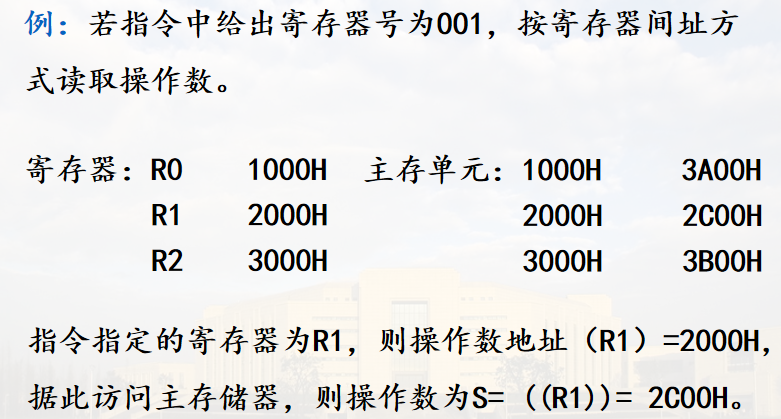 例：若指令中给出寄存器号为001，按寄存器间址方
式读取操作数。
寄存器：R0 1000H 主存单元：1000H 3A00H
R1 2000H 2000H 2C00H
R2 3000H 3000H 3B00H
指令指定的寄存器为R1，则操作数地址（R1）=2000H，
据此访问主存储器，则操作数为S=（(R1)）= 2C00H。